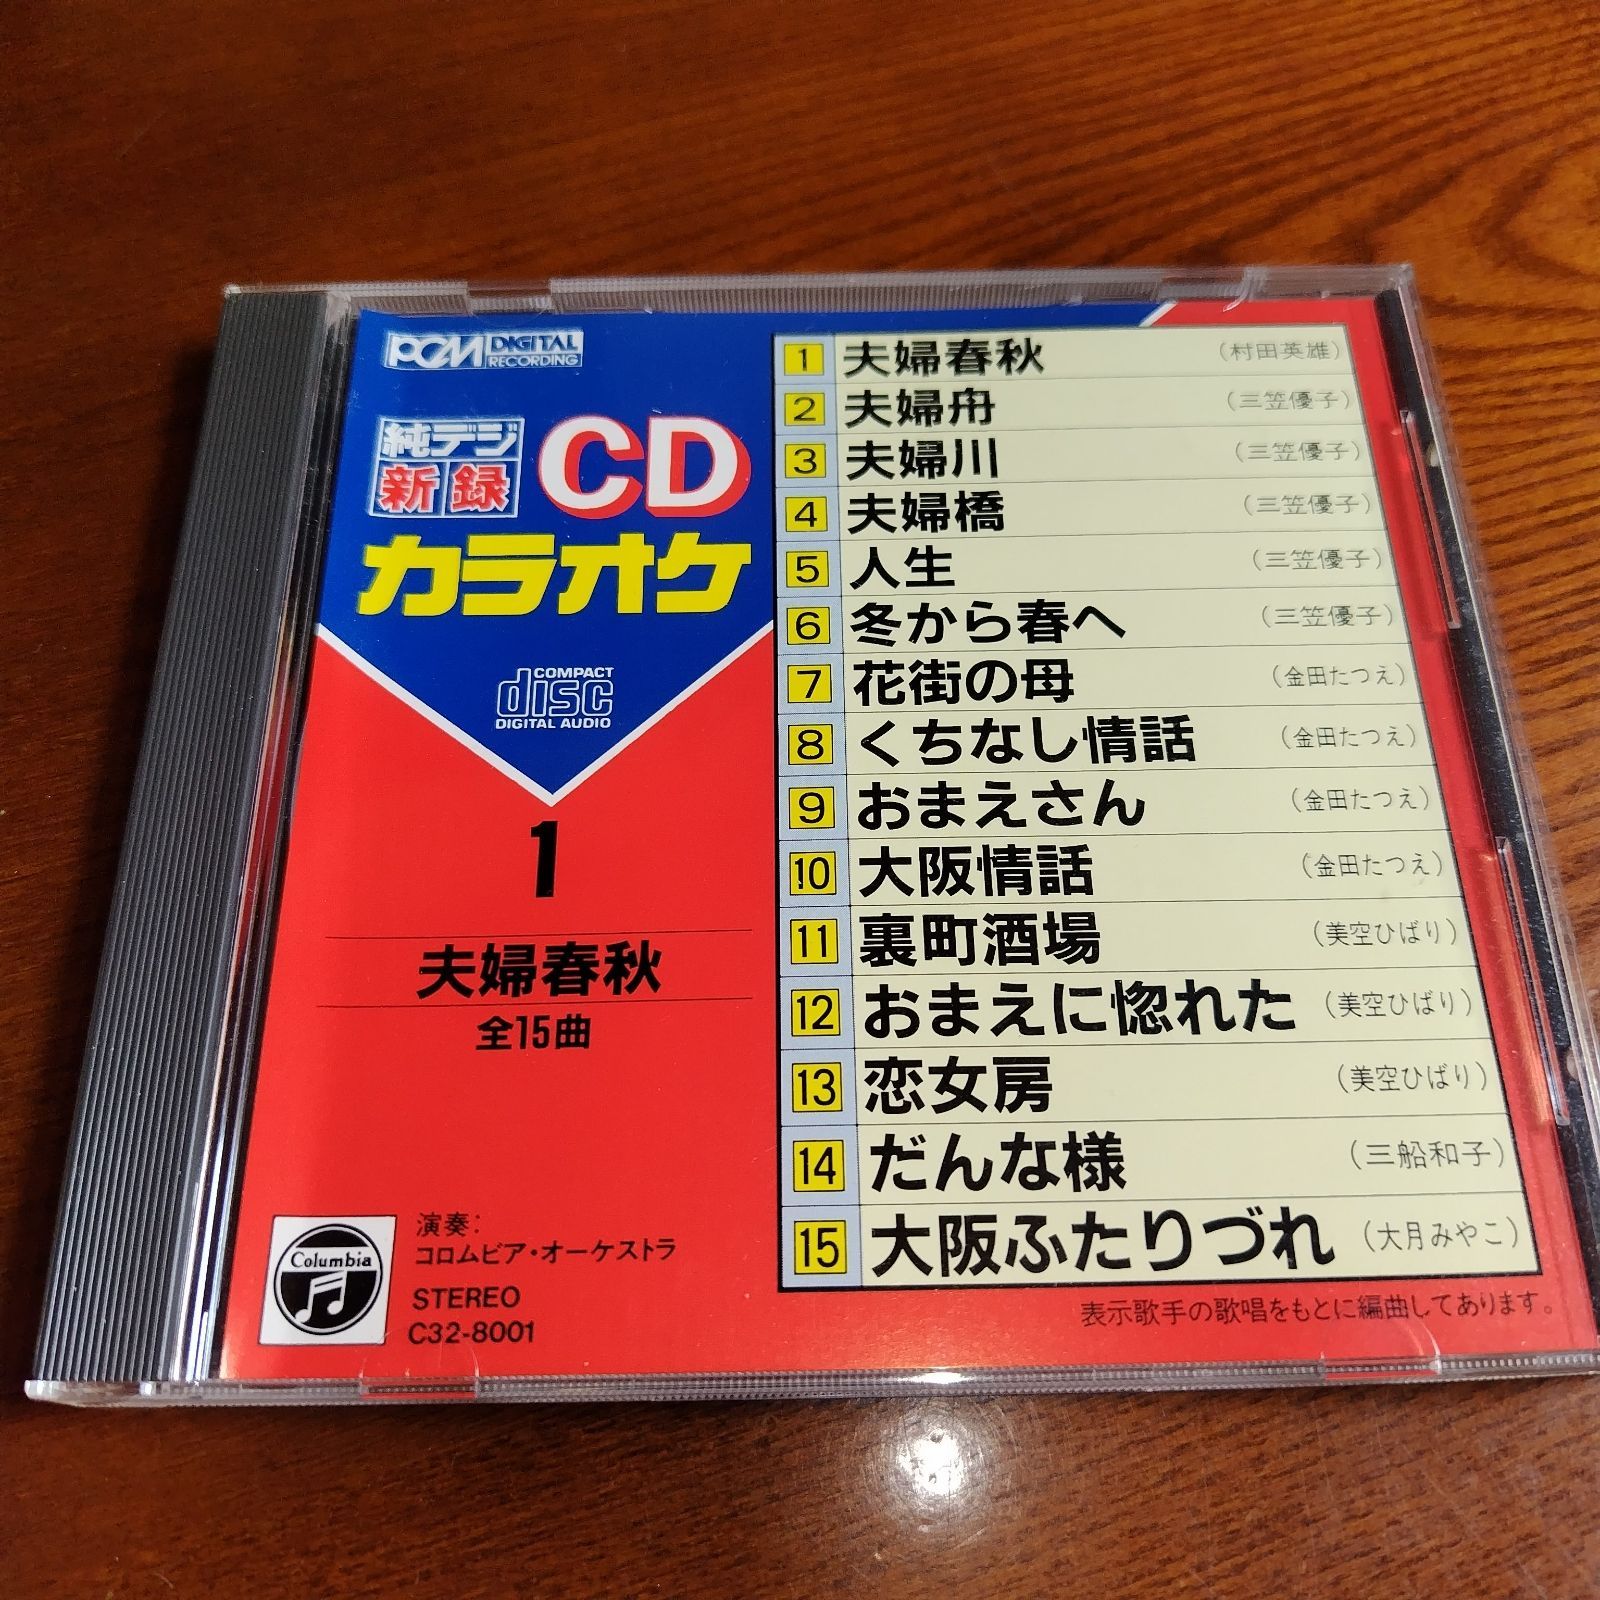 PCM DIGITAL
RECORDING
純デジ
新録
CD
カラオケ
COMPACT
disc
DIGITAL AUDIO
1
夫婦春秋
全15曲
Columbia
演奏:
コロムビア・オーケストラ
STEREO
C32-8001
1 夫婦春秋 (村田英雄)
2 夫婦舟 (三笠優子)
3 夫婦川 (三笠優子)
4 夫婦橋 (三笠優子)
5 人生 (三笠優子)
6 冬から春へ (三笠優子)
7 花街の母 (金田たつえ)
8 くちなし情話 (金田たつえ)
9 おまえさん (金田たつえ)
10 大阪情話 (金田たつえ)
11 裏町酒場 (美空ひばり)
12 おまえに惚れた (美空ひばり)
13 恋女房 (美空ひばり)
14 だんな様 (三船和子)
15 大阪ふたりづれ (大月みやこ)
表示歌手の歌唱をもとに編曲してあります。